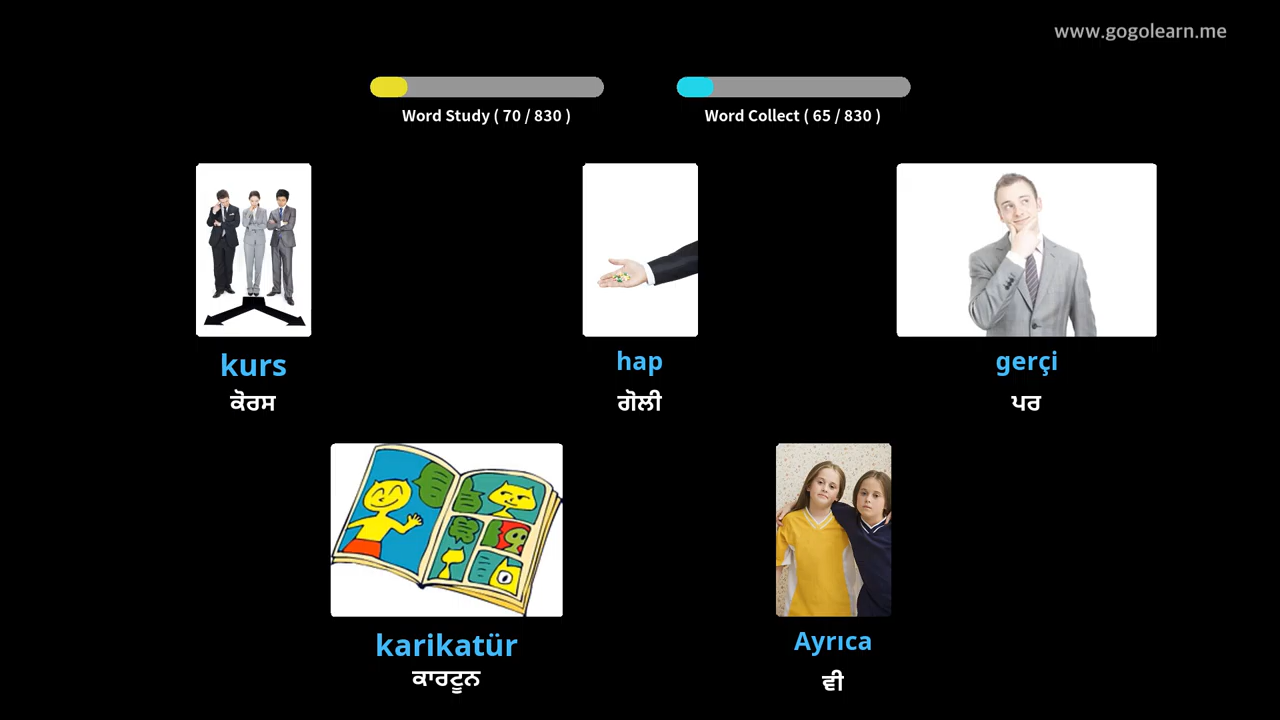 www.gogolearn.me
Word Study ( 70 / 830 )
Word Collect ( 65 / 830 )
kurs
ਕੋਰਸ
hap
ਗੋਲੀ
gerçi
ਪਰ
karikatür
ਕਾਰਟੂਨ
Ayrıca
ਵੀ